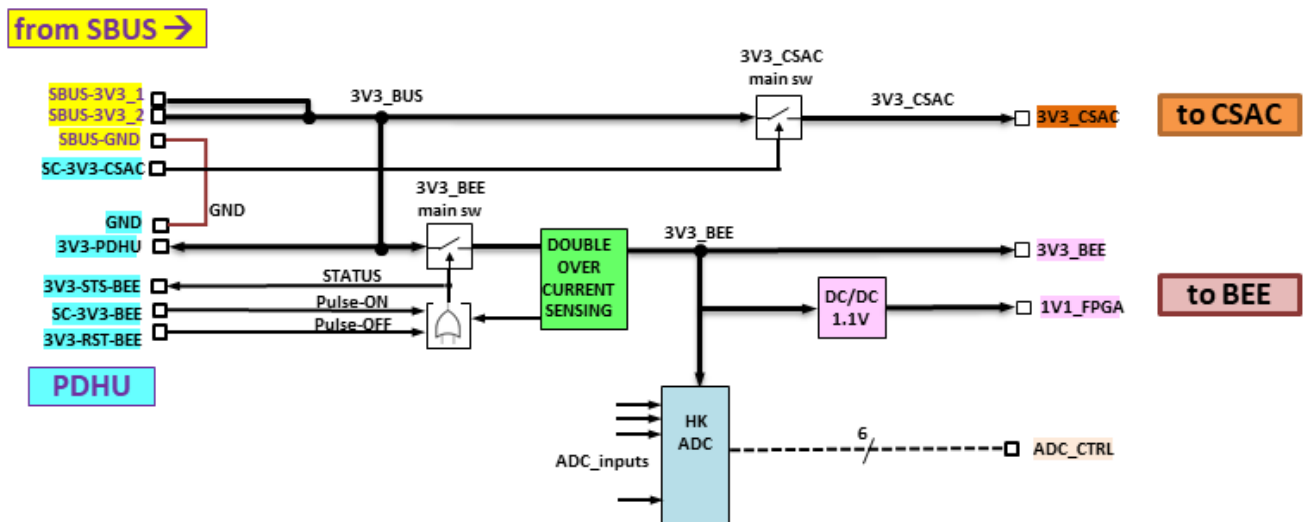 from SBUS →
3V3_CSAC
main sw
SBUS-3V3_1
SBUS-3V3_2
3V3_BUS
3V3_CSAC
3V3_CSAC
to CSAC
SBUS-GND
SC-3V3-CSAC
GND
GND
3V3_BEE
main sw
3V3-PDHU
DOUBLE
OVER
CURRENT
SENSING
3V3_BEE
3V3_BEE
STATUS
3V3-STS-BEE
Pulse-ON
SC-3V3-BEE
Pulse-OFF
3V3-RST-BEE
DC/DC
1.1V
1V1_FPGA
to BEE
PDHU
HK
ADC
ADC_inputs
6
ADC_CTRL